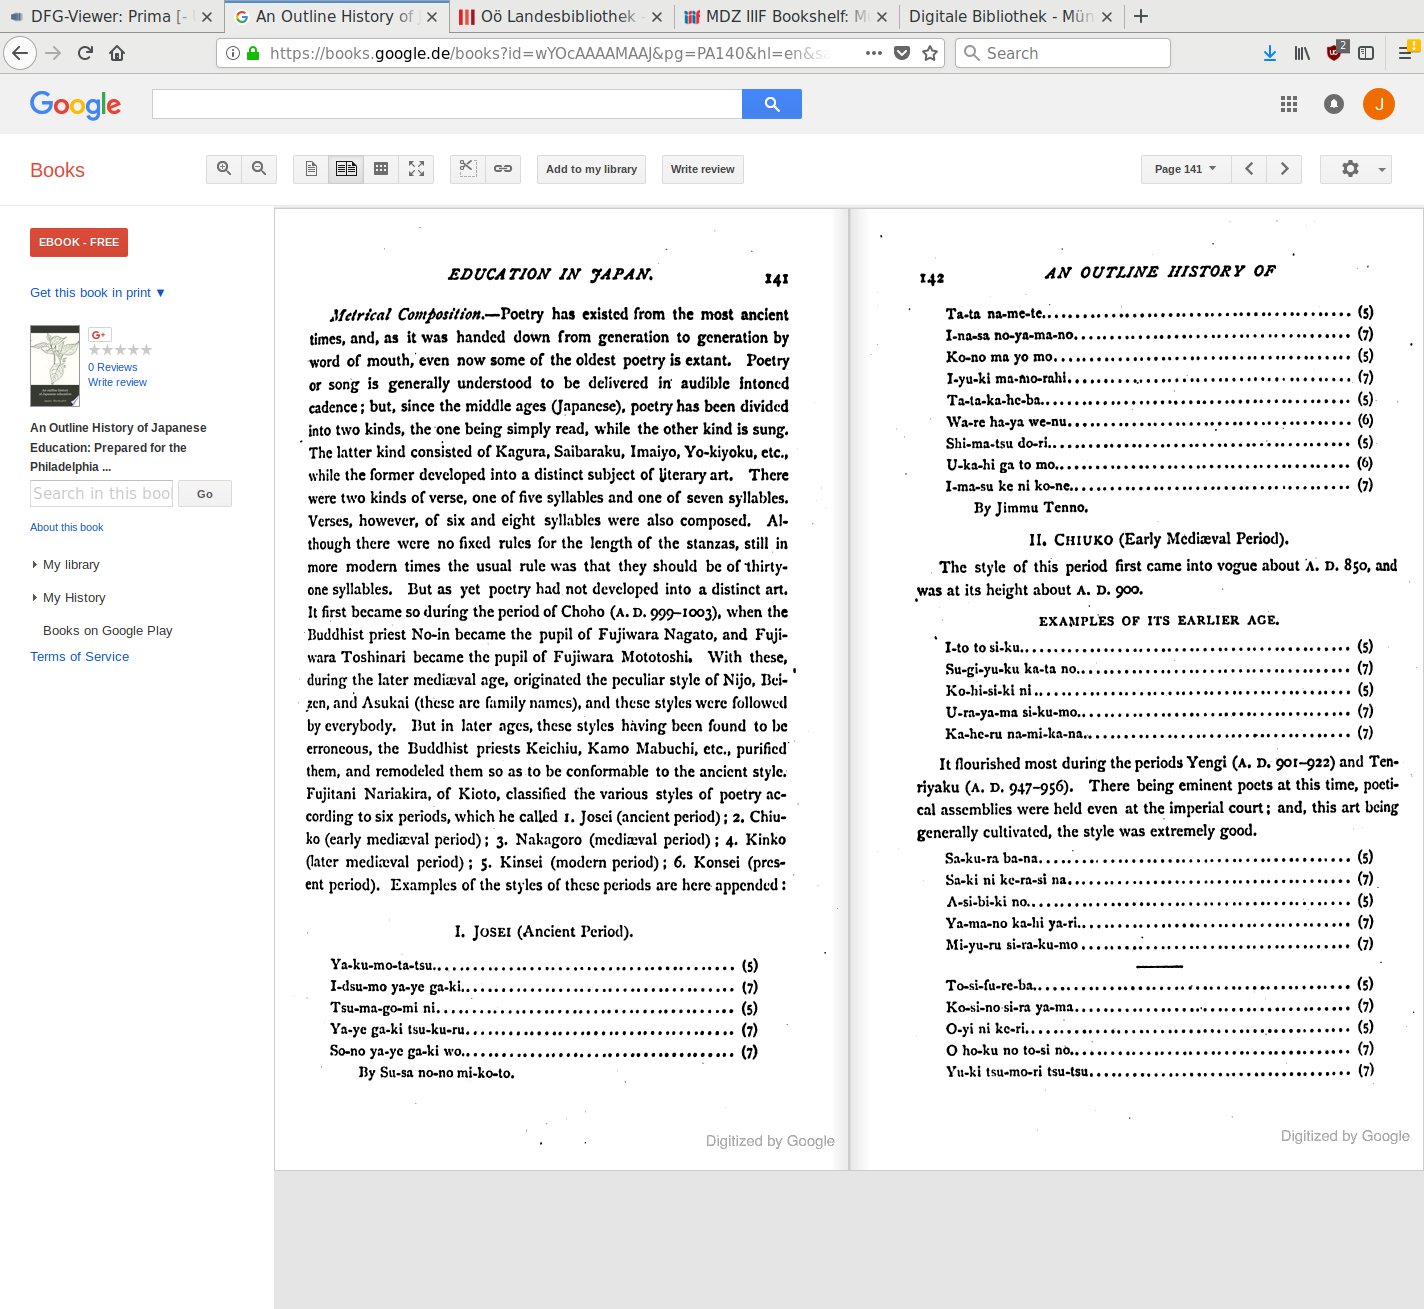 DFG-Viewer: Prima [-
An Outline History of J
Oö Landesbibliothek -
MDZ IIIF Bookshelf: Mü
Digitale Bibliothek - Mün
https://books.google.de/books?id=wYOcAAAAMAAJ&pg=PA140&hl=en&sa
Search
2
Google
J
Books
Add to my library
Write review
Page 141
EBOOK - FREE
Get this book in print ▼
G+
0 Reviews
Write review
An Outline History of Japanese
Education: Prepared for the
Philadelphia ...
Search in this boo
Go
About this book
My library
My History
Books on Google Play
Terms of Service
EDUCATION IN JAPAN. 141
Metrical Composition.—Poetry has existed from the most ancient
times, and, as it was handed down from generation to generation by
word of mouth, even now some of the oldest poetry is extant. Poetry
or song is generally understood to be delivered in audible intoned
cadence; but, since the middle ages (Japanese), poetry has been divided
into two kinds, the one being simply read, while the other kind is sung.
The latter kind consisted of Kagura, Saibaraku, Imaiyo, Yo-kiyoku, etc.,
while the former developed into a distinct subject of literary art. There
were two kinds of verse, one of five syllables and one of seven syllables.
Verses, however, of six and eight syllables were also composed. Al-
though there were no fixed rules for the length of the stanzas, still in
more modern times the usual rule was that they should be of thirty-
one syllables. But as yet poetry had not developed into a distinct art.
It first became so during the period of Choho (A. D. 999–1003), when the
Buddhist priest No-in became the pupil of Fujiwara Nagato, and Fuji-
wara Toshinari became the pupil of Fujiwara Mototoshi. With these,
during the later mediæval age, originated the peculiar style of Nijo, Bei-
zen, and Asukai (these are family names), and these styles were followed
by everybody. But in later ages, these styles having been found to be
erroneous, the Buddhist priests Keichiu, Kamo Mabuchi, etc., purified
them, and remodeled them so as to be conformable to the ancient style.
Fujitani Nariakira, of Kioto, classified the various styles of poetry ac-
cording to six periods, which he called 1. Josei (ancient period); 2. Chiu-
ko (early mediæval period); 3. Nakagoro (mediæval period); 4. Kinko
(later mediæval period); 5. Kinsei (modern period); 6. Konsei (pres-
ent period). Examples of the styles of these periods are here appended:
I. JOSEI (Ancient Period).
Ya-ku-mo-ta-tsu........................................ (5)
I-dsu-mo ya-ye ga-ki........................................ (7)
Tsu-ma-go-mi ni........................................ (5)
Ya-ye ga-ki tsu-ku-ru........................................ (7)
So-no ya-ye ga-ki wo........................................ (7)
By Su-sa no-no mi-ko-to.
Digitized by Google
142 AN OUTLINE HISTORY OF
Ta-ta na-me-te........................................ (5)
I-na-sa no-ya-ma-no........................................ (7)
Ko-no ma yo mo........................................ (5)
I-yu-ki ma-mo-rahi........................................ (7)
Ta-ta-ka-he-ba........................................ (5)
Wa-re ha-ya we-nu........................................ (6)
Shi-ma-tsu do-ri........................................ (5)
U-ka-hi ga to mo........................................ (6)
I-ma-su ke ni ko-ne........................................ (7)
By Jimmu Tenno.
II. CHIUKO (Early Mediæval Period).
The style of this period first came into vogue about A. D. 850, and
was at its height about A. D. 900.
EXAMPLES OF ITS EARLIER AGE.
I-to to si-ku........................................ (5)
Su-gi-yu-ku ka-ta no........................................ (7)
Ko-hi-si-ki ni........................................ (5)
U-ra-ya-ma si-ku-mo........................................ (7)
Ka-he-ru na-mi-ka-na........................................ (7)
It flourished most during the periods Yengi (A. D. 901–922) and Ten-
riyaku (A. D. 947–956). There being eminent poets at this time, poeti-
cal assemblies were held even at the imperial court; and, this art being
generally cultivated, the style was extremely good.
Sa-ku-ra ba-na........................................ (5)
Sa-ki ni ke-ra-si na........................................ (7)
A-si-bi-ki no........................................ (5)
Ya-ma-no ka-hi ya-ri........................................ (7)
Mi-yu-ru si-ra-ku-mo........................................ (7)
To-si-fu-re-ba........................................ (5)
Ko-si-no si-ra ya-ma........................................ (7)
O-yi ni ke-ri........................................ (5)
O ho-ku no to-si no........................................ (7)
Yu-ki tsu-mo-ri tsu-tsu........................................ (7)
Digitized by Google